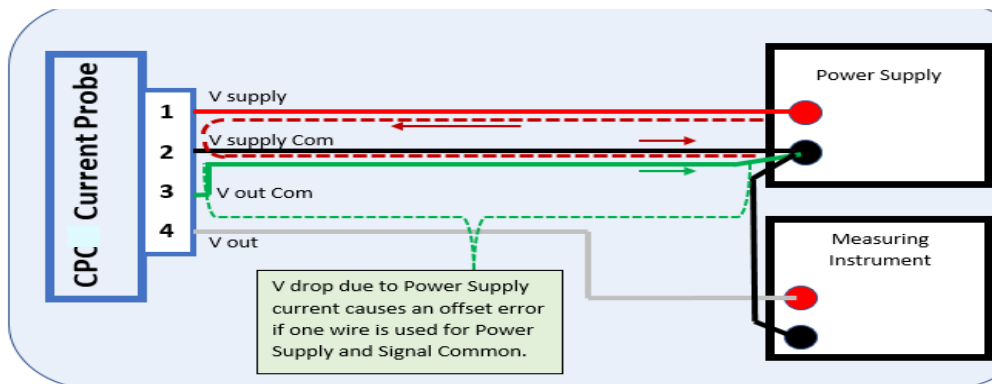 CPC Current Probe
1
2
3
4
V supply
V supply Com
V out Com
V out
Power Supply
Measuring
Instrument
V drop due to Power Supply
current causes an offset error
if one wire is used for Power
Supply and Signal Common.